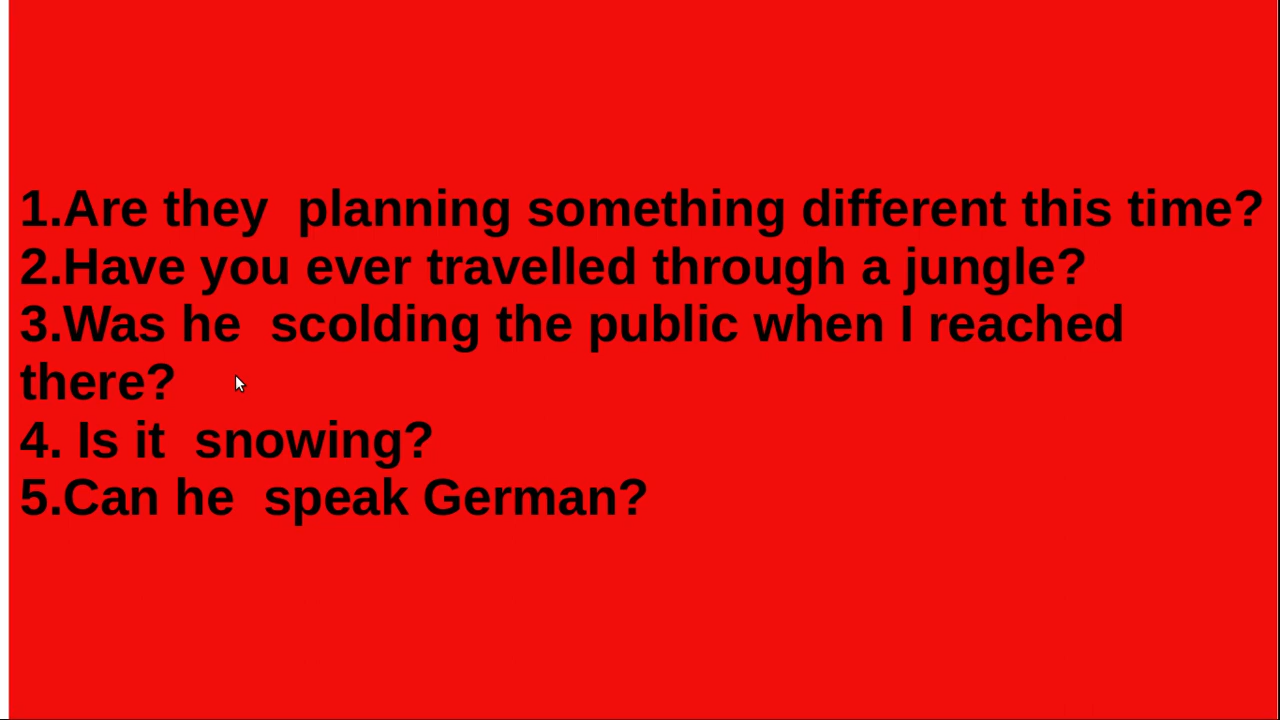 1.Are they  planning something different this time?
2.Have you ever travelled through a jungle?
3.Was he  scolding the public when I reached
there?
4. Is it  snowing?
5.Can he  speak German?